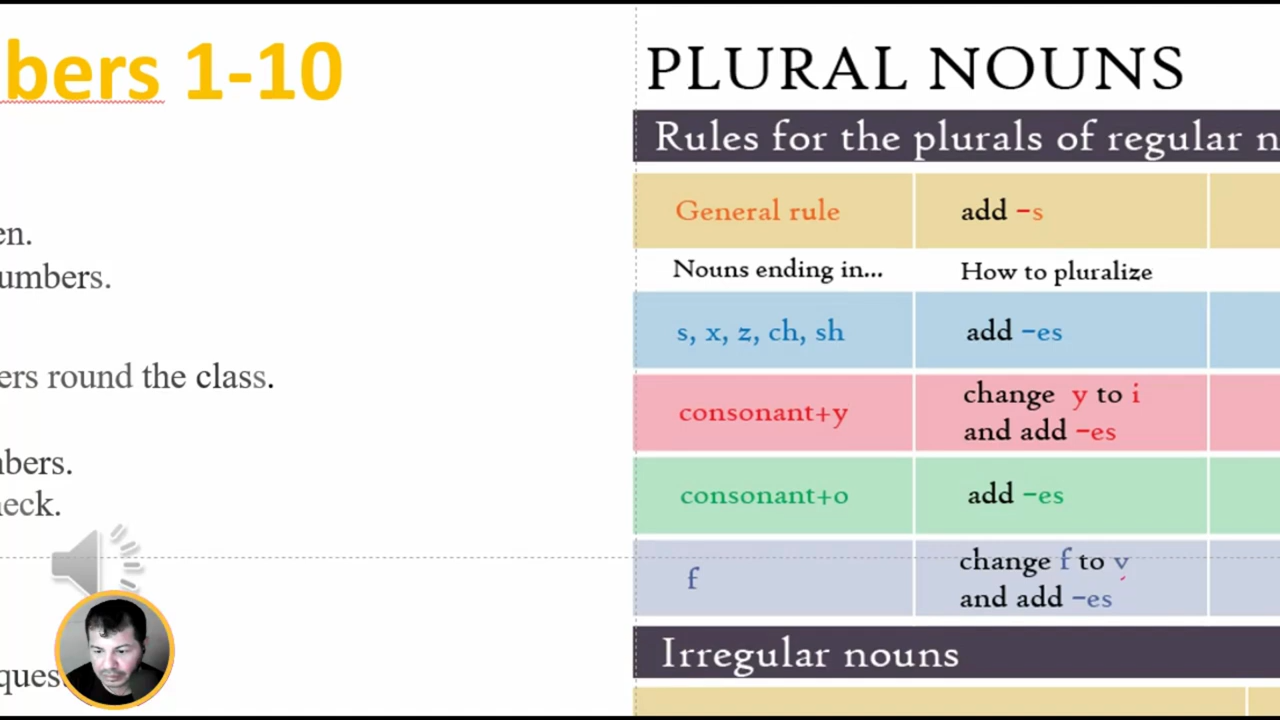 bers 1-10
en.
umbers.
ers round the class.
bers.
eck.
ques
PLURAL NOUNS
Rules for the plurals of regular n
General rule add -s
Nouns ending in... How to pluralize
s, x, z, ch, sh add -es
consonant+y change y to i
and add -es
consonant+o add -es
f change f to v
and add -es
Irregular nouns